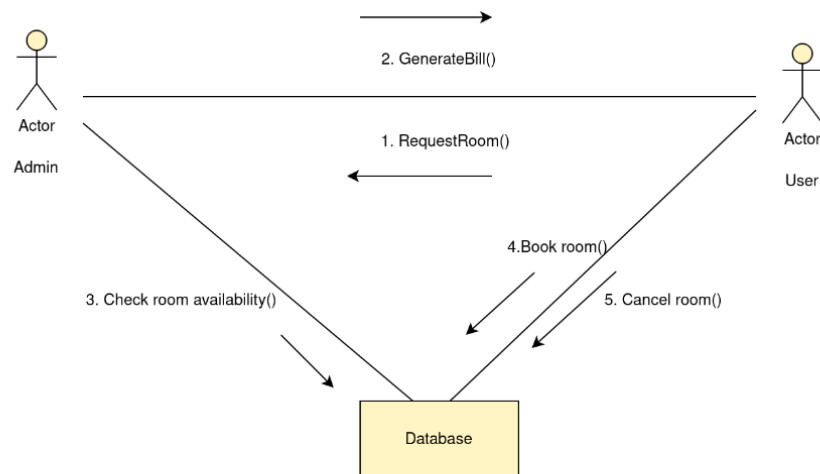 2. GenerateBill()
Actor
Admin
1. RequestRoom()
Actor
User
4.Book room()
3. Check room availability()
5. Cancel room()
Database